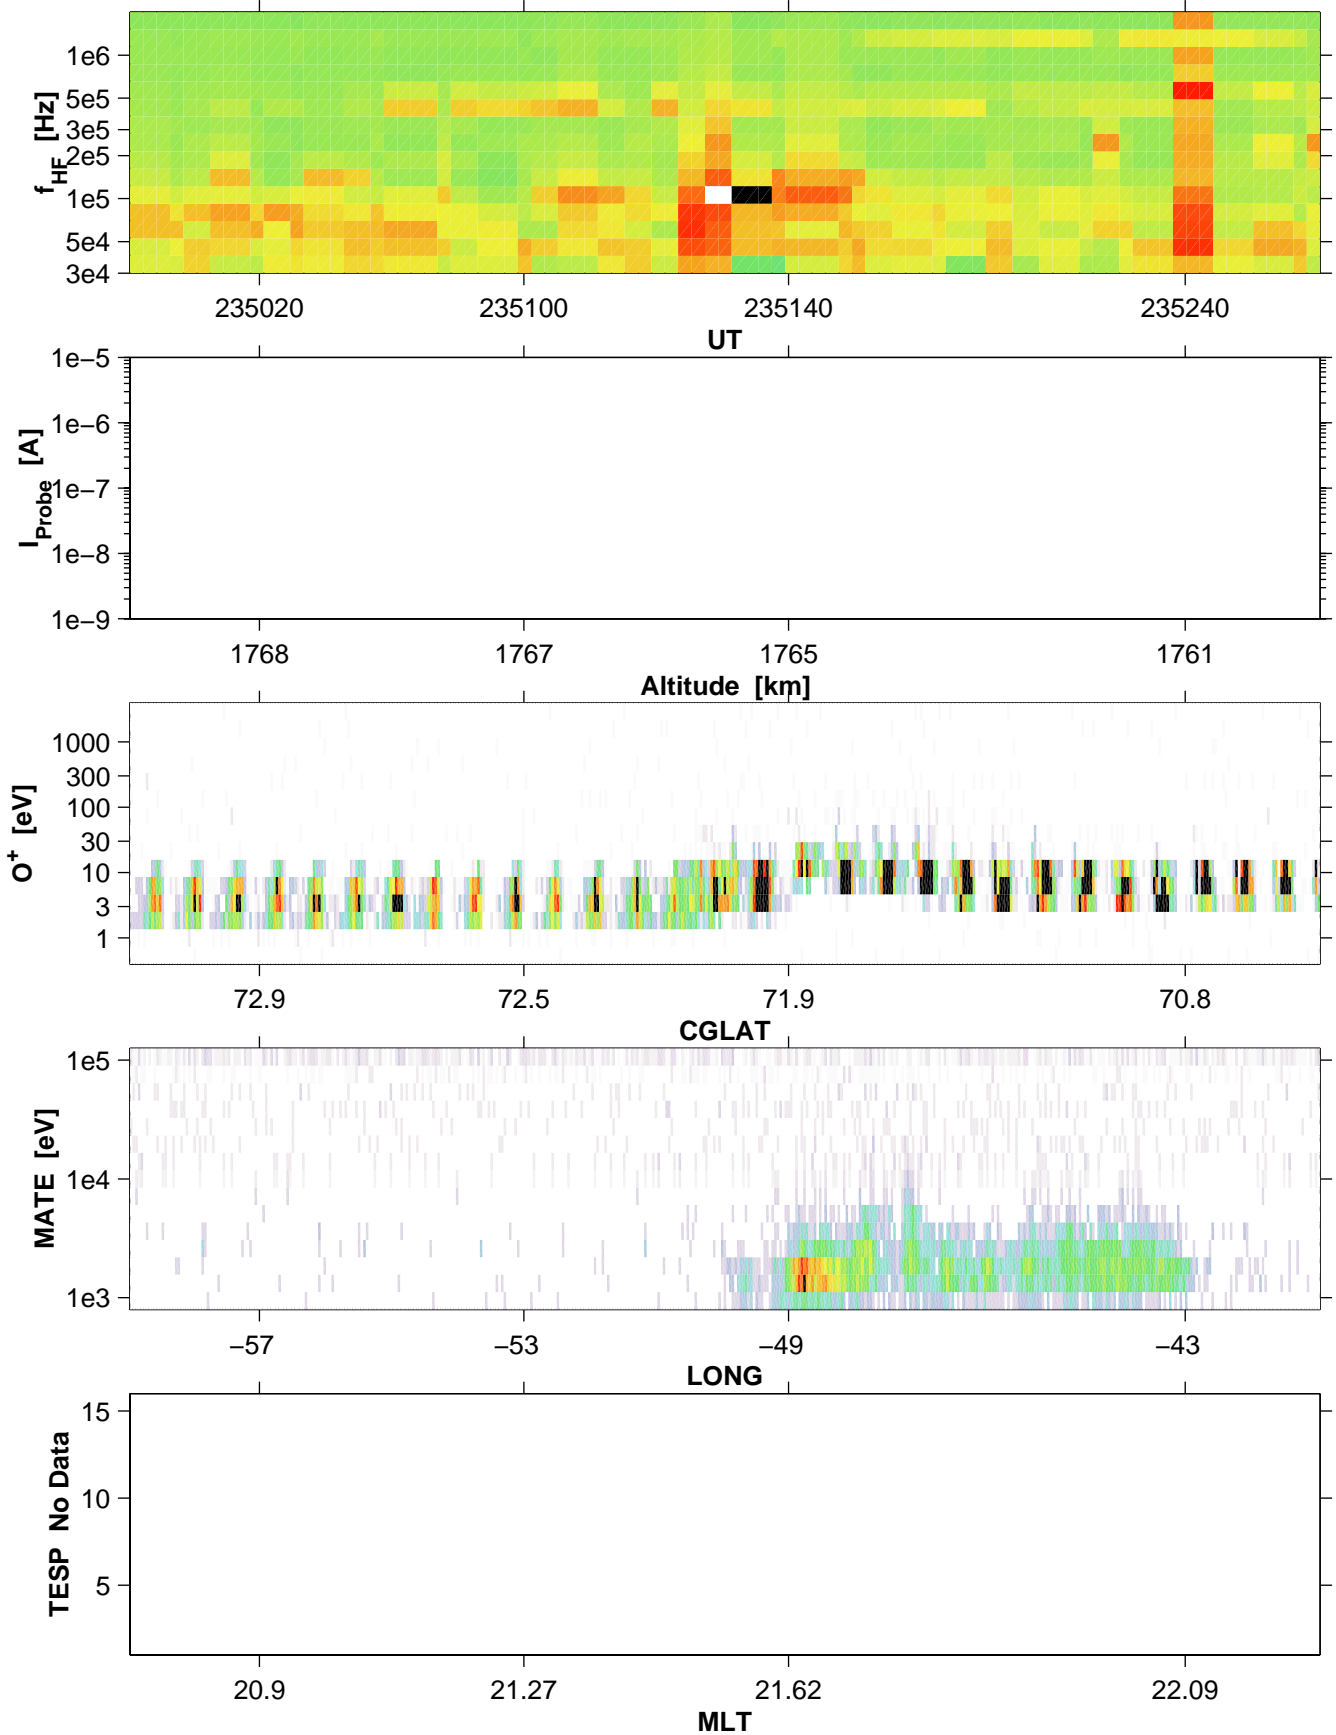 f_HF [Hz]
1e6
5e5
3e5
2e5
1e5
5e4
3e4
235020 235100 235140 235240
UT
I_Probe [A]
1e−5
1e−6
1e−7
1e−8
1e−9
1768 1767 1765 1761
Altitude [km]
O+ [eV]
1000
300
100
30
10
3
1
72.9 72.5 71.9 70.8
CGLAT
MATE [eV]
1e5
1e4
1e3
−57 −53 −49 −43
LONG
TESP No Data
15
10
5
20.9 21.27 21.62 22.09
MLT